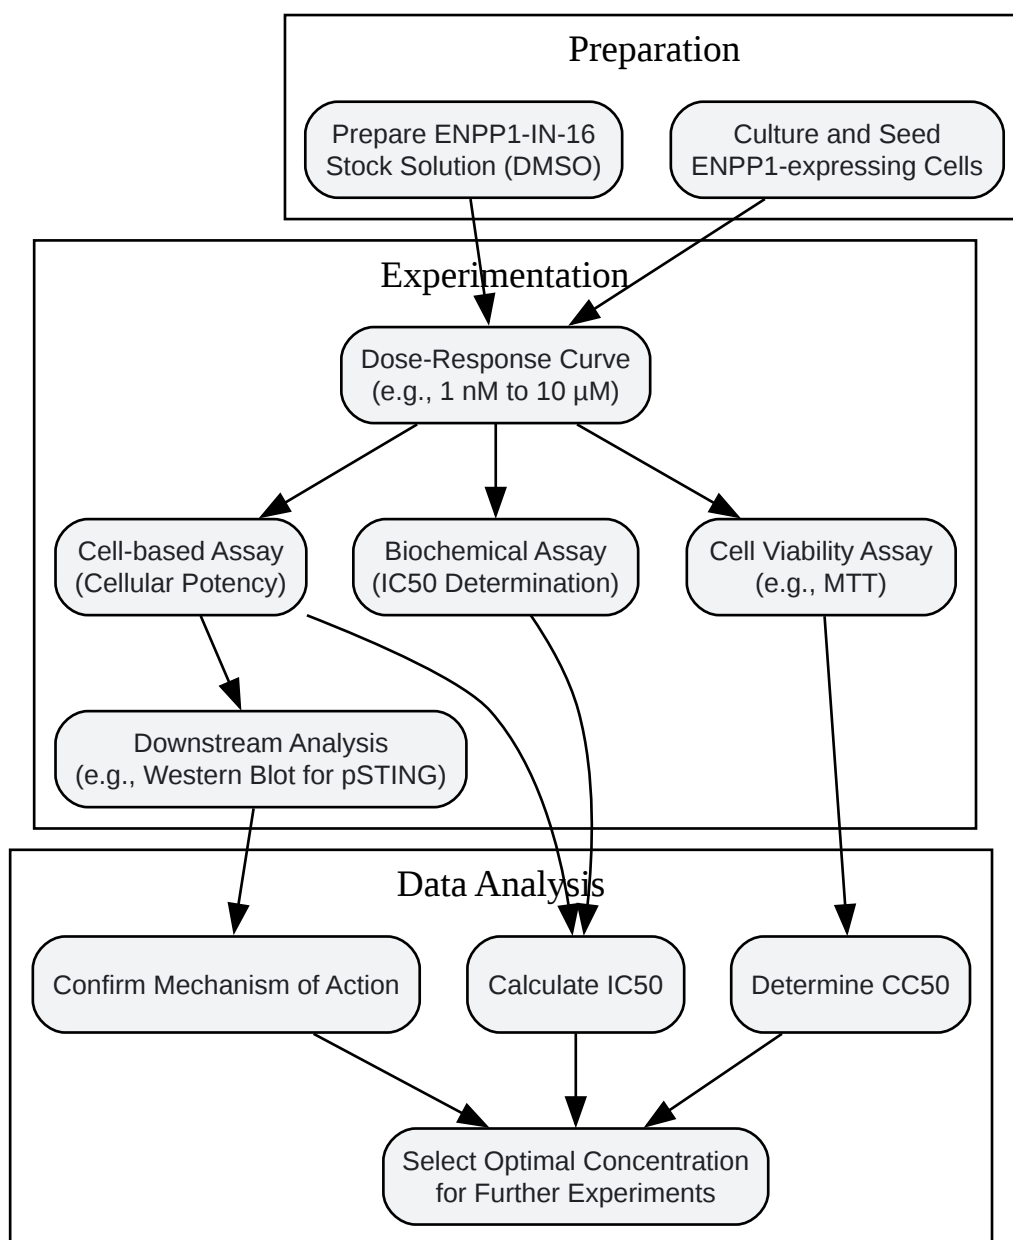 Preparation
Prepare ENPP1-IN-16
Stock Solution (DMSO)
Culture and Seed
ENPP1-expressing Cells
Experimentation
Dose-Response Curve
(e.g., 1 nM to 10 µM)
Cell-based Assay
(Cellular Potency)
Biochemical Assay
(IC50 Determination)
Cell Viability Assay
(e.g., MTT)
Downstream Analysis
(e.g., Western Blot for pSTING)
Data Analysis
Confirm Mechanism of Action
Calculate IC50
Determine CC50
Select Optimal Concentration
for Further Experiments